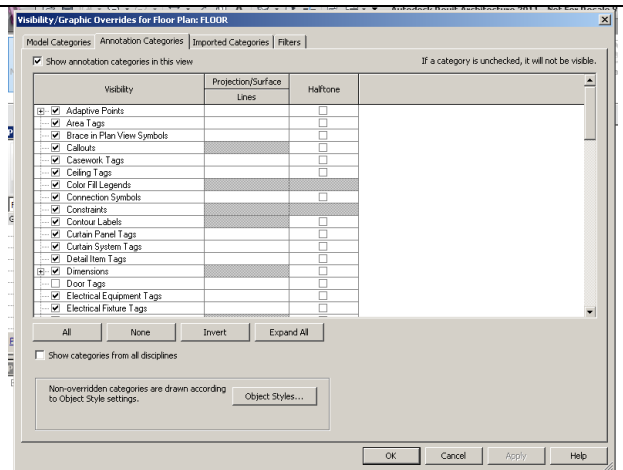 Autodesk Revit Architecture 2011 - Not For Resale
Visibility/Graphic Overrides for Floor Plan: FLOOR
Model Categories Annotation Categories Imported Categories Filters
Show annotation categories in this view If a category is unchecked, it will not be visible.
Visibility Projection/Surface Halftone
Lines
Adaptive Points
Area Tags
Brace in Plan View Symbols
Callouts
Casework Tags
Ceiling Tags
Color Fill Legends
Connection Symbols
Constraints
Contour Labels
Curtain Panel Tags
Curtain System Tags
Detail Item Tags
Dimensions
Door Tags
Electrical Equipment Tags
Electrical Fixture Tags
All None Invert Expand All
Show categories from all disciplines
Non-overridden categories are drawn according
to Object Style settings.
Object Styles...
OK Cancel Apply Help